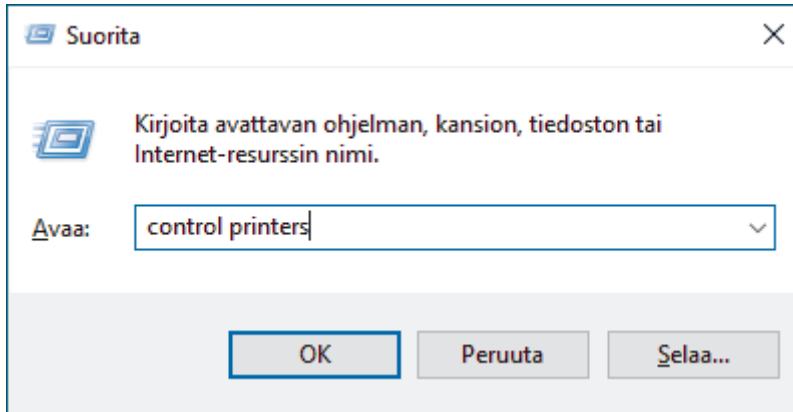 Suorita
Kirjoita avattavan ohjelman, kansion, tiedoston tai
Internet-resurssin nimi.
Avaa: control printers
OK Peruuta Selaa...